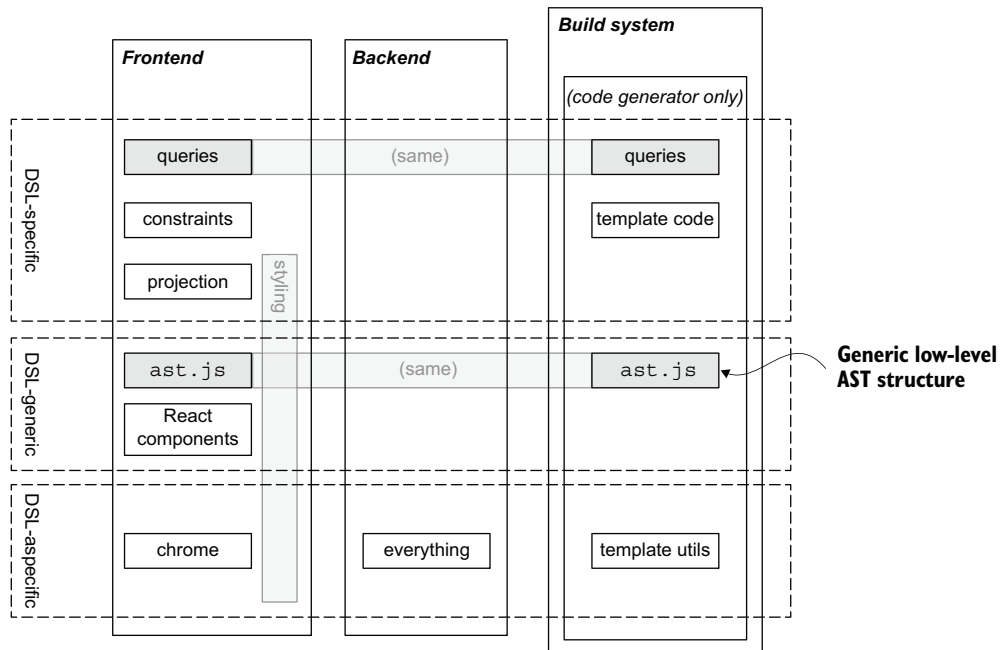 Build system
Frontend
Backend
(code generator only)
DSL-specific
queries
(same)
queries
constraints
template code
projection
styling
DSL-generic
ast.js
(same)
ast.js
Generic low-level
AST structure
React
components
DSL-aspecific
chrome
everything
template utils